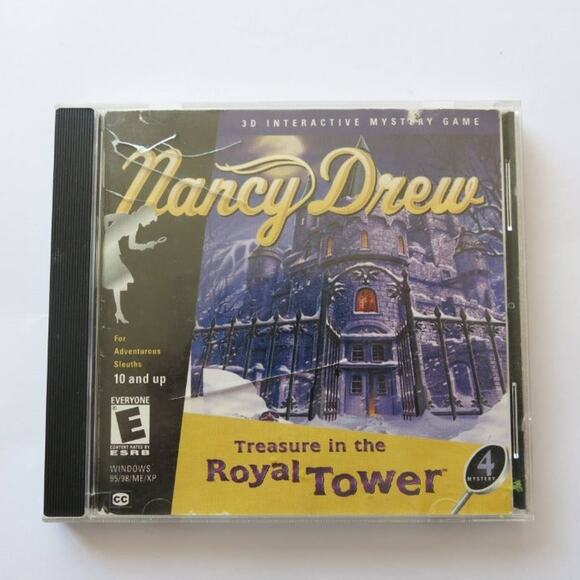 3D INTERACTIVE MYSTERY GAME
Nancy Drew
For
Adventurous
Sleuths
10 and up
EVERYONE
E
CONTENT RATED BY
ESRB
WINDOWS
95/98/ME/XP
CC
Treasure in the
Royal Tower™
4
MYSTERY